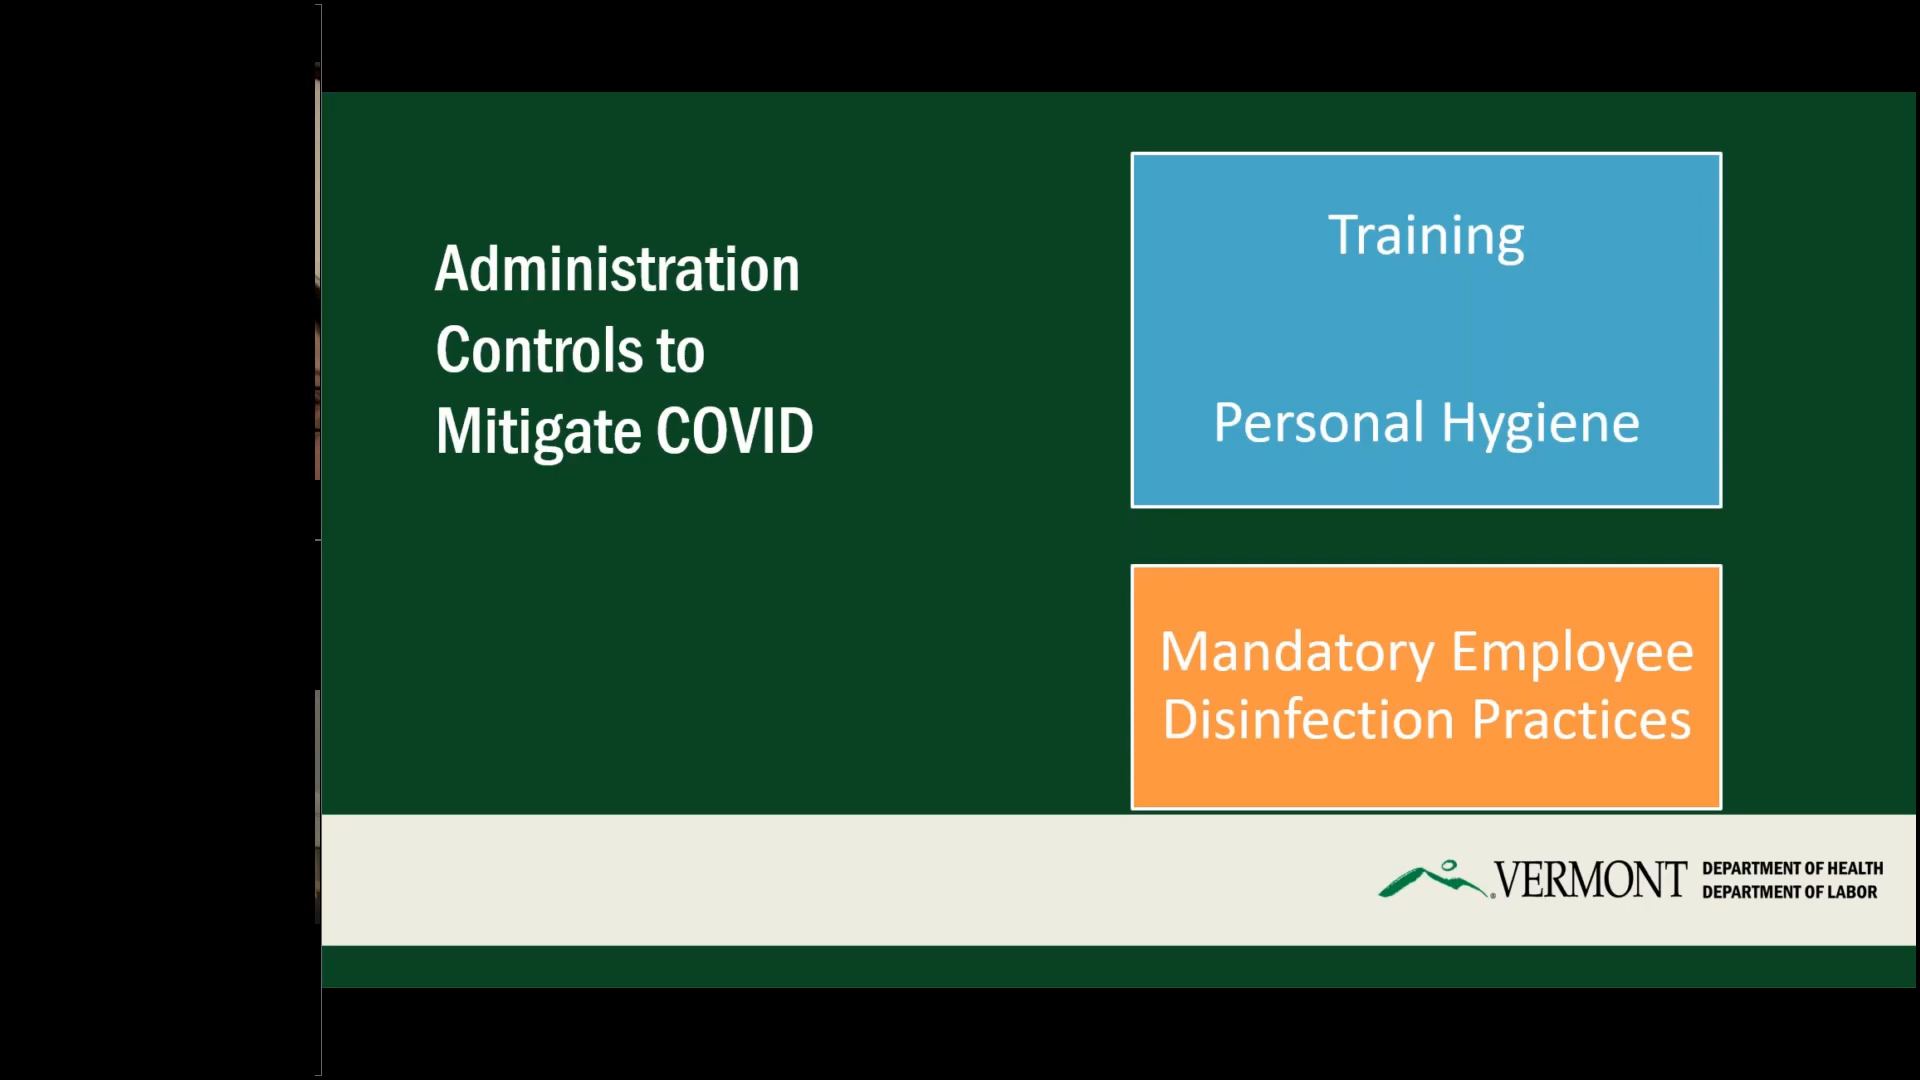 Administration
Controls to
Mitigate COVID
Training
Personal Hygiene
Mandatory Employee
Disinfection Practices
VERMONT
DEPARTMENT OF HEALTH
DEPARTMENT OF LABOR